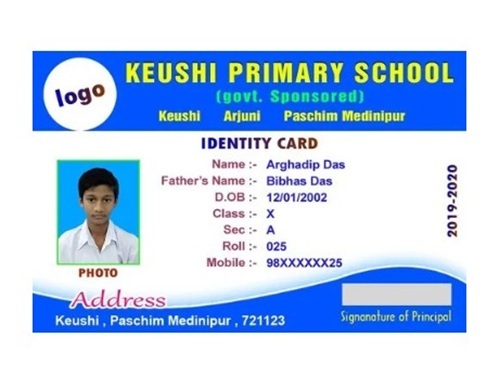 logo
KEUSHI PRIMARY SCHOOL
(govt. Sponsored)
Keushi Arjuni Paschim Medinipur
IDENTITY CARD
Name :- Arghadip Das
Father's Name :- Bibhas Das
D.OB :- 12/01/2002
Class :- X
Sec :- A
Roll :- 025
Mobile :- 98XXXXXX25
2019-2020
PHOTO
Address
Keushi , Paschim Medinipur , 721123
Signanature of Principal